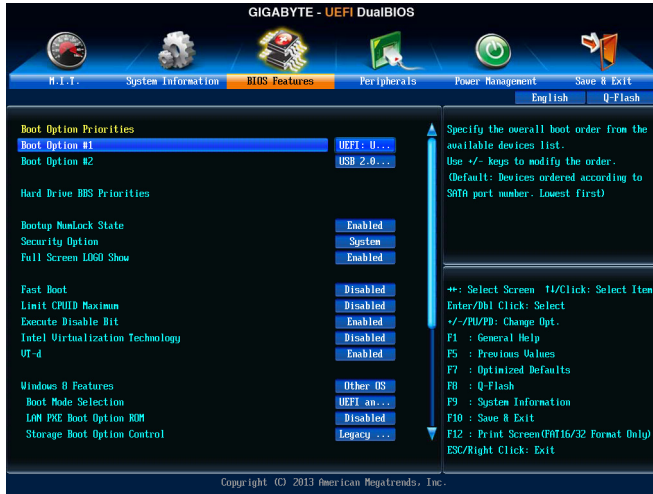 GIGABYTE - UEFI DualBIOS
M.I.T. System Information BIOS Features Peripherals Power Management Save & Exit
English Q-Flash
Boot Option Priorities
Boot Option #1 UEFI: U...
Boot Option #2 USB 2.0...
Hard Drive BBS Priorities
Bootup NumLock State Enabled
Security Option System
Full Screen LOGO Show Enabled
Fast Boot Disabled
Limit CPUID Maximum Disabled
Execute Disable Bit Enabled
Intel Virtualization Technology Disabled
VT-d Enabled
Windows 8 Features Other OS
Boot Mode Selection UEFI an...
LAN PXE Boot Option ROM Disabled
Storage Boot Option Control Legacy ...
Specify the overall boot order from the
available devices list.
Use +/- keys to modify the order.
(Default: Devices ordered according to
SATA port number. Lowest first)
→←: Select Screen ↑↓/Click: Select Item
Enter/Dbl Click: Select
+/-/PU/PD: Change Opt.
F1 : General Help
F5 : Previous Values
F7 : Optimized Defaults
F8 : Q-Flash
F9 : System Information
F10 : Save & Exit
F12 : Print Screen(FAT16/32 Format Only)
ESC/Right Click: Exit
Copyright (C) 2013 American Megatrends, Inc.